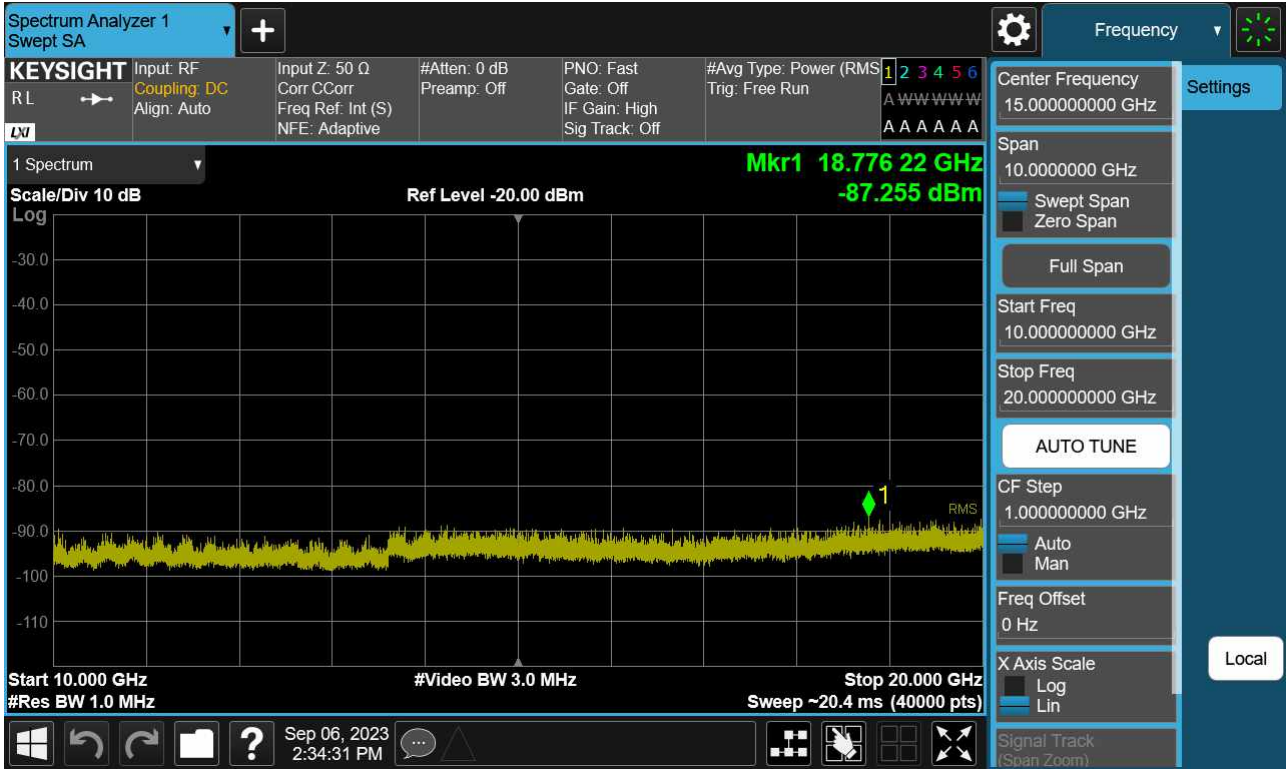 Spectrum Analyzer 1
Swept SA
Frequency
KEYSIGHT
R L
LXI
Input: RF
Coupling: DC
Align: Auto
Input Z: 50 Ω
Corr CCorr
Freq Ref: Int (S)
NFE: Adaptive
#Atten: 0 dB
Preamp: Off
PNO: Fast
Gate: Off
IF Gain: High
Sig Track: Off
#Avg Type: Power (RMS
Trig: Free Run
1 2 3 4 5 6
A W W W W W
A A A A A A
1 Spectrum
Scale/Div 10 dB
Log
Ref Level -20.00 dBm
Mkr1 18.776 22 GHz
-87.255 dBm
-30.0
-40.0
-50.0
-60.0
-70.0
-80.0
1
RMS
-90.0
-100
-110
Start 10.000 GHz
#Video BW 3.0 MHz
Stop 20.000 GHz
#Res BW 1.0 MHz
Sweep ~20.4 ms (40000 pts)
?
Sep 06, 2023
2:34:31 PM
Center Frequency
15.000000000 GHz
Span
10.0000000 GHz
Swept Span
Zero Span
Full Span
Start Freq
10.000000000 GHz
Stop Freq
20.000000000 GHz
AUTO TUNE
CF Step
1.000000000 GHz
Auto
Man
Freq Offset
0 Hz
X Axis Scale
Log
Lin
Signal Track
(Span Zoom)
Settings
Local